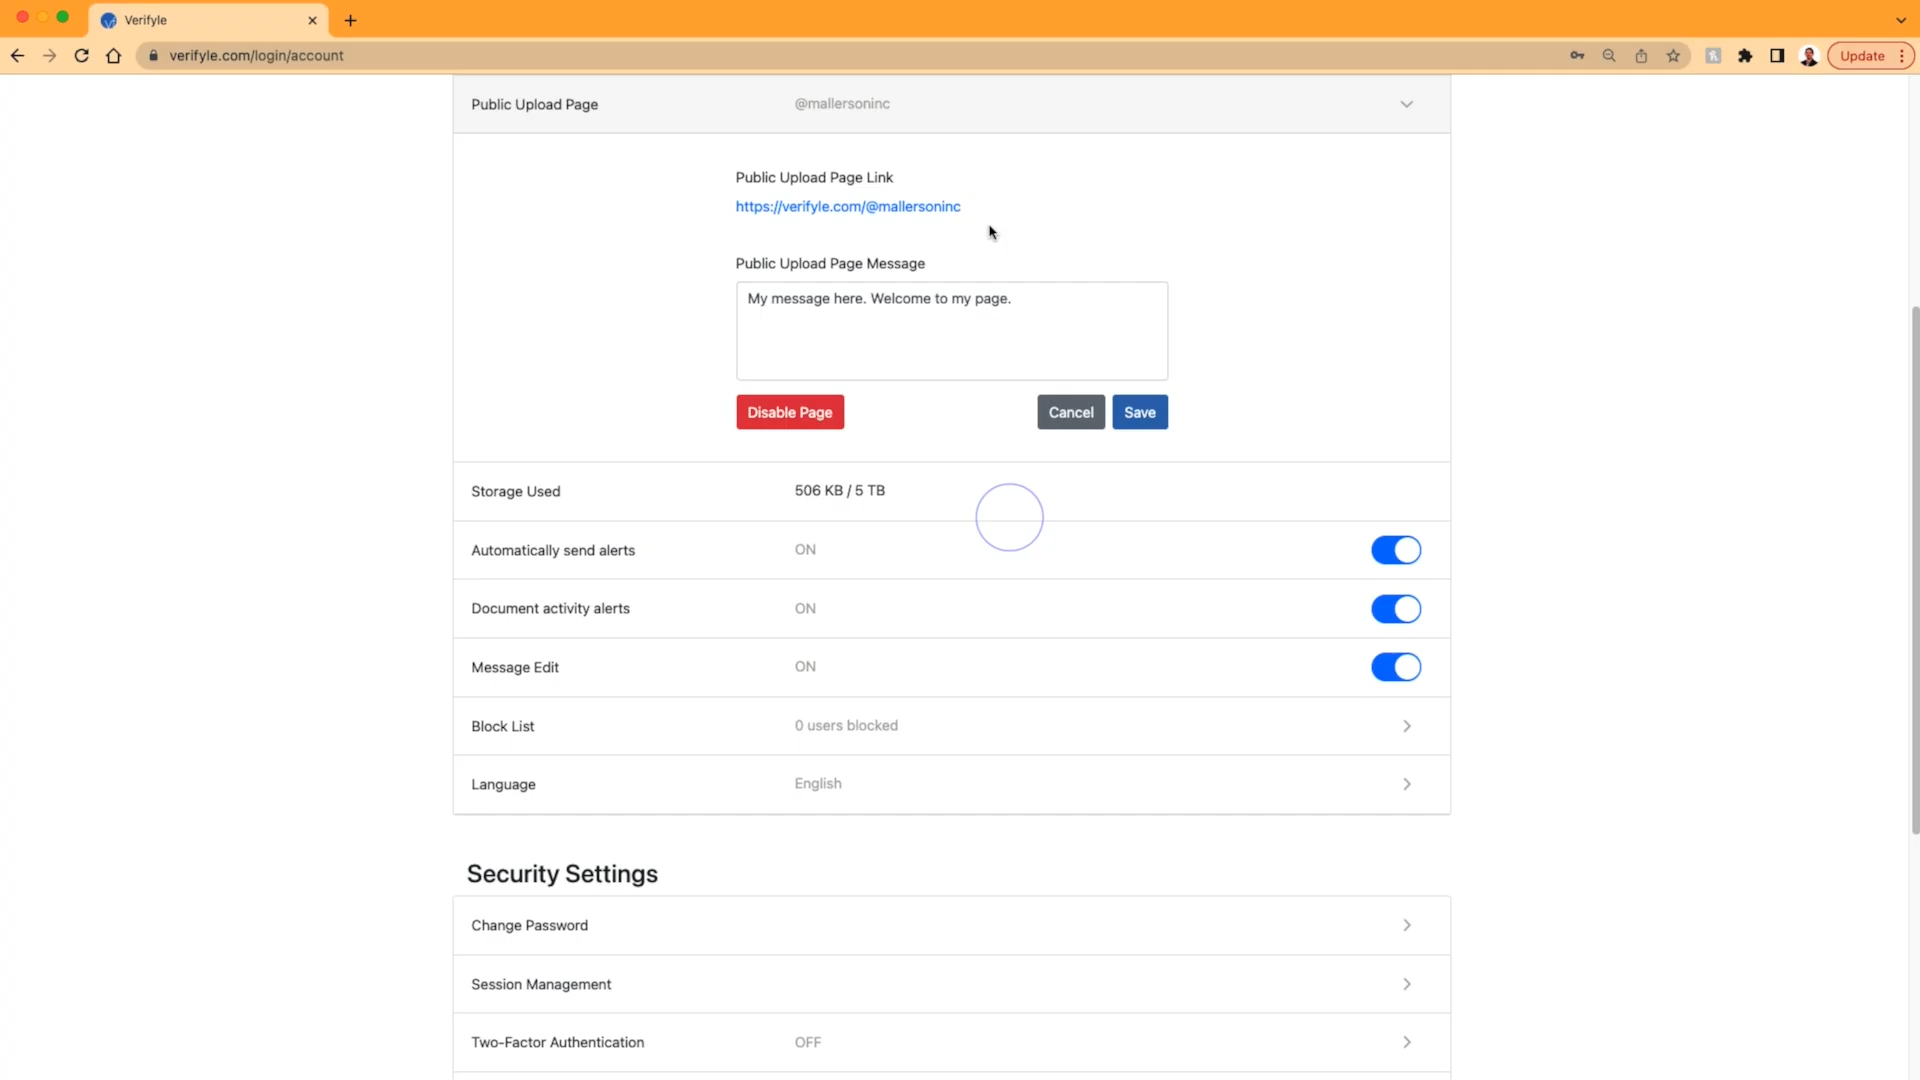 Verifyle
verifyle.com/login/account
Update
Public Upload Page
@mallersoninc
Public Upload Page Link
https://verifyle.com/@mallersoninc
Public Upload Page Message
My message here. Welcome to my page.
Disable Page
Cancel
Save
Storage Used
506 KB / 5 TB
Automatically send alerts
ON
Document activity alerts
ON
Message Edit
ON
Block List
0 users blocked
Language
English
Security Settings
Change Password
Session Management
Two-Factor Authentication
OFF